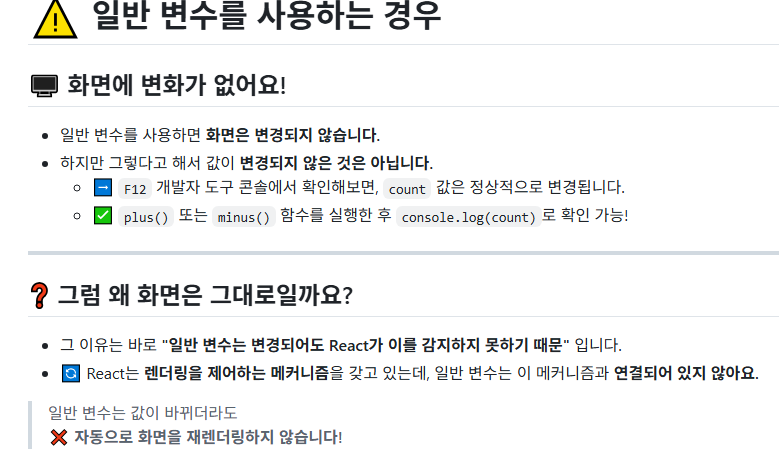 ⚠️ 일반 변수를 사용하는 경우
🖥️ 화면에 변화가 없어요!
• 일반 변수를 사용하면 화면은 변경되지 않습니다.
• 하지만 그렇다고 해서 값이 변경되지 않은 것은 아닙니다.
◦ ➡️ F12 개발자 도구 콘솔에서 확인해보면, count 값은 정상적으로 변경됩니다.
◦ ✅ plus() 또는 minus() 함수를 실행한 후 console.log(count)로 확인 가능!
❓ 그럼 왜 화면은 그대로일까요?
• 그 이유는 바로 "일반 변수는 변경되어도 React가 이를 감지하지 못하기 때문" 입니다.
• 🔄 React는 렌더링을 제어하는 메커니즘을 갖고 있는데, 일반 변수는 이 메커니즘과 연결되어 있지 않아요.
일반 변수는 값이 바뀌더라도
❌ 자동으로 화면을 재렌더링하지 않습니다!